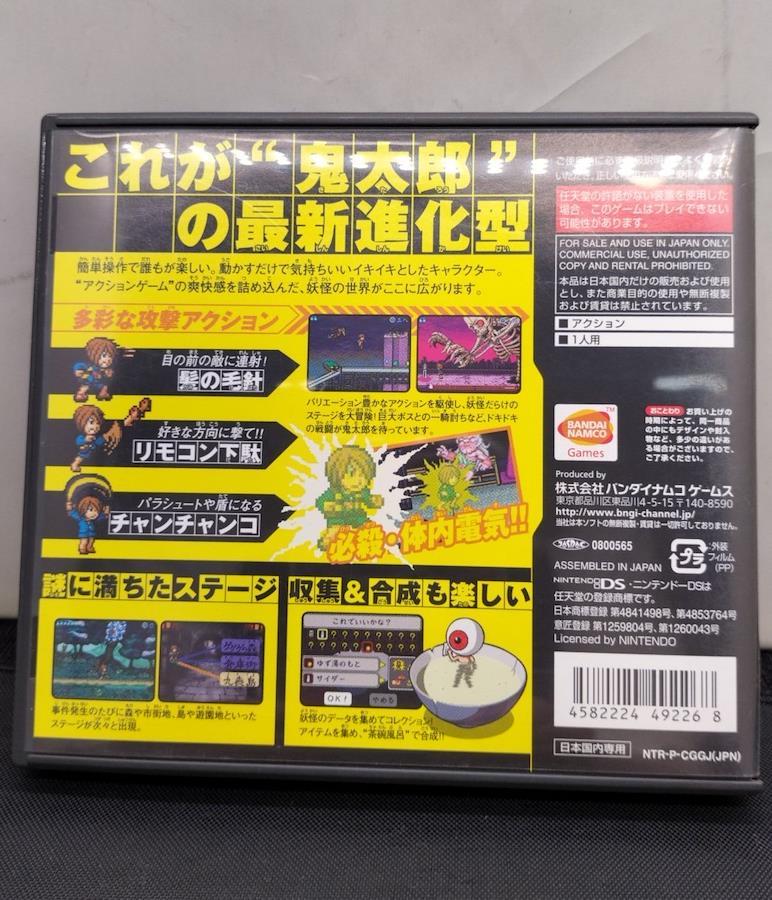 これが“鬼太郎”
の最新進化型
簡単操作で誰もが楽しい。動かすだけで気持ちいいイキイキとしたキャラクター。
“アクションゲーム”の爽快感を詰め込んだ、妖怪の世界がここに広がります。
多彩な攻撃アクション
目の前の敵に連射!
髪の毛針
好きな方向に撃て!!
リモコン下駄
パラシュートや盾になる
チャンチャンコ
バリエーション豊かなアクションを駆使し、妖怪だらけの
ステージを大冒険!巨大ボスとの一騎討ちなど、ドキドキ
の戦闘が鬼太郎を待っています。
必殺・体内電気!!
謎に満ちたステージ
事件発生のたびに森や市街地、島や遊園地といった
ステージが次々と出現。
収集&合成も楽しい
これでいいかな?
ゆず湯のもと
サイダー
OK!
やめる
妖怪のデータを集めてコレクション!
アイテムを集め、“茶碗風呂”で合成!!
任天堂の許諾がない装置を使用した
場合、このゲームはプレイできない
可能性があります。
FOR SALE AND USE IN JAPAN ONLY.
COMMERCIAL USE, UNAUTHORIZED
COPY AND RENTAL PROHIBITED.
本品は日本国内だけの販売および使用
とし、また商業目的の使用や無断複製
および賃貸は禁止されています。
■アクション
■1人用
BANDAI
NAMCO
Games
おことわり お買い上げの
時期によって、同一商品
の中にもデザインや封入
物など、多少の違いがあ
る場合がございますので、
ご了承ください。
Produced by
株式会社 バンダイナムコ ゲームス
東京都品川区東品川4-5-15 〒140-8590
http://www.bngi-channel.jp/
当社は本ソフトの無断複製・賃貸は一切許可しておりません。
0800565
プラ
外装
フィルム
(PP)
ASSEMBLED IN JAPAN
NINTENDO DS・ニンテンドーDSは
任天堂の登録商標です。
日本商標登録 第4841498号、第4853764号
意匠登録 第1259804号、第1260043号
Licensed by NINTENDO
4582224 49226 8
日本国内専用
NTR-P-CGGJ(JPN)